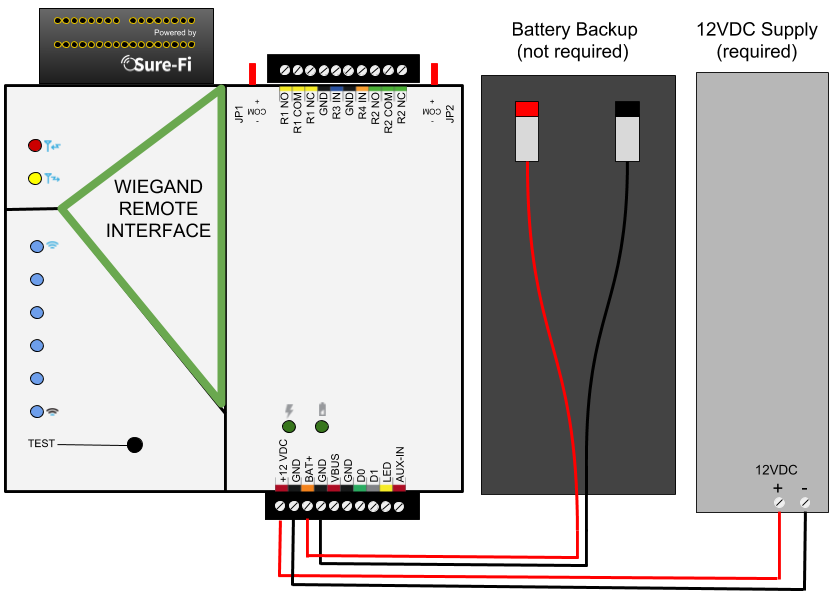 Powered by
Sure-Fi
Battery Backup
(not required)
12VDC Supply
(required)
JP1
+
COM
-
R1 NO
R1 COM
R1 NC
GND
R3 IN
GND
R4 IN
R2 NO
R2 COM
R2 NC
+
COM
-
JP2
WIEGAND
REMOTE
INTERFACE
TEST
+12 VDC
GND
BAT+
GND
VBUS
GND
D0
D1
LED
AUX-IN
12VDC
+ -